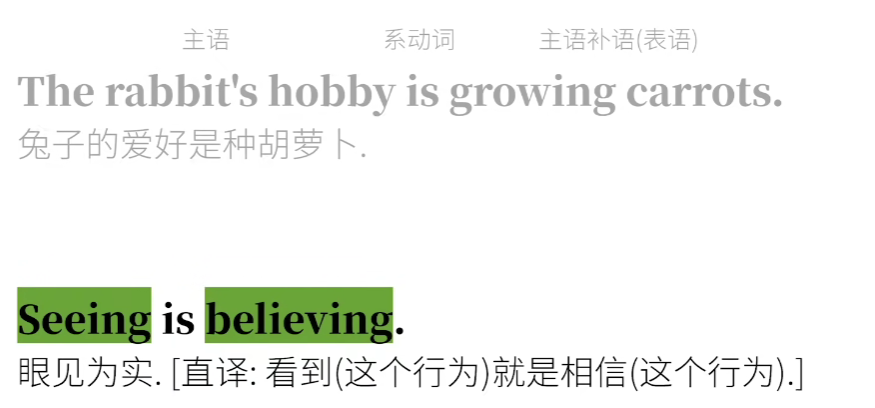 主语 系动词 主语补语(表语)
The rabbit's hobby is growing carrots.
兔子的爱好是种胡萝卜.
Seeing is believing.
眼见为实. [直译: 看到(这个行为)就是相信(这个行为).]